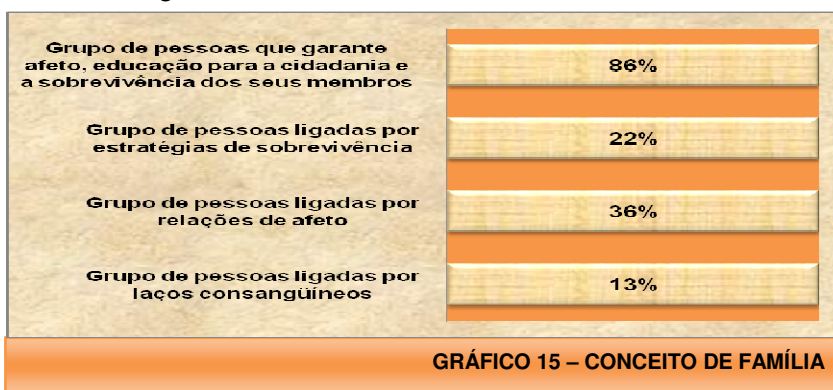 Grupo de pessoas que garante
afeto, educação para a cidadania e
a sobrevivência dos seus membros
86%
Grupo de pessoas ligadas por
estratégias de sobrevivência
22%
Grupo de pessoas ligadas por
relações de afeto
36%
Grupo de pessoas ligadas por
laços consangüíneos
13%
GRÁFICO 15 – CONCEITO DE FAMÍLIA